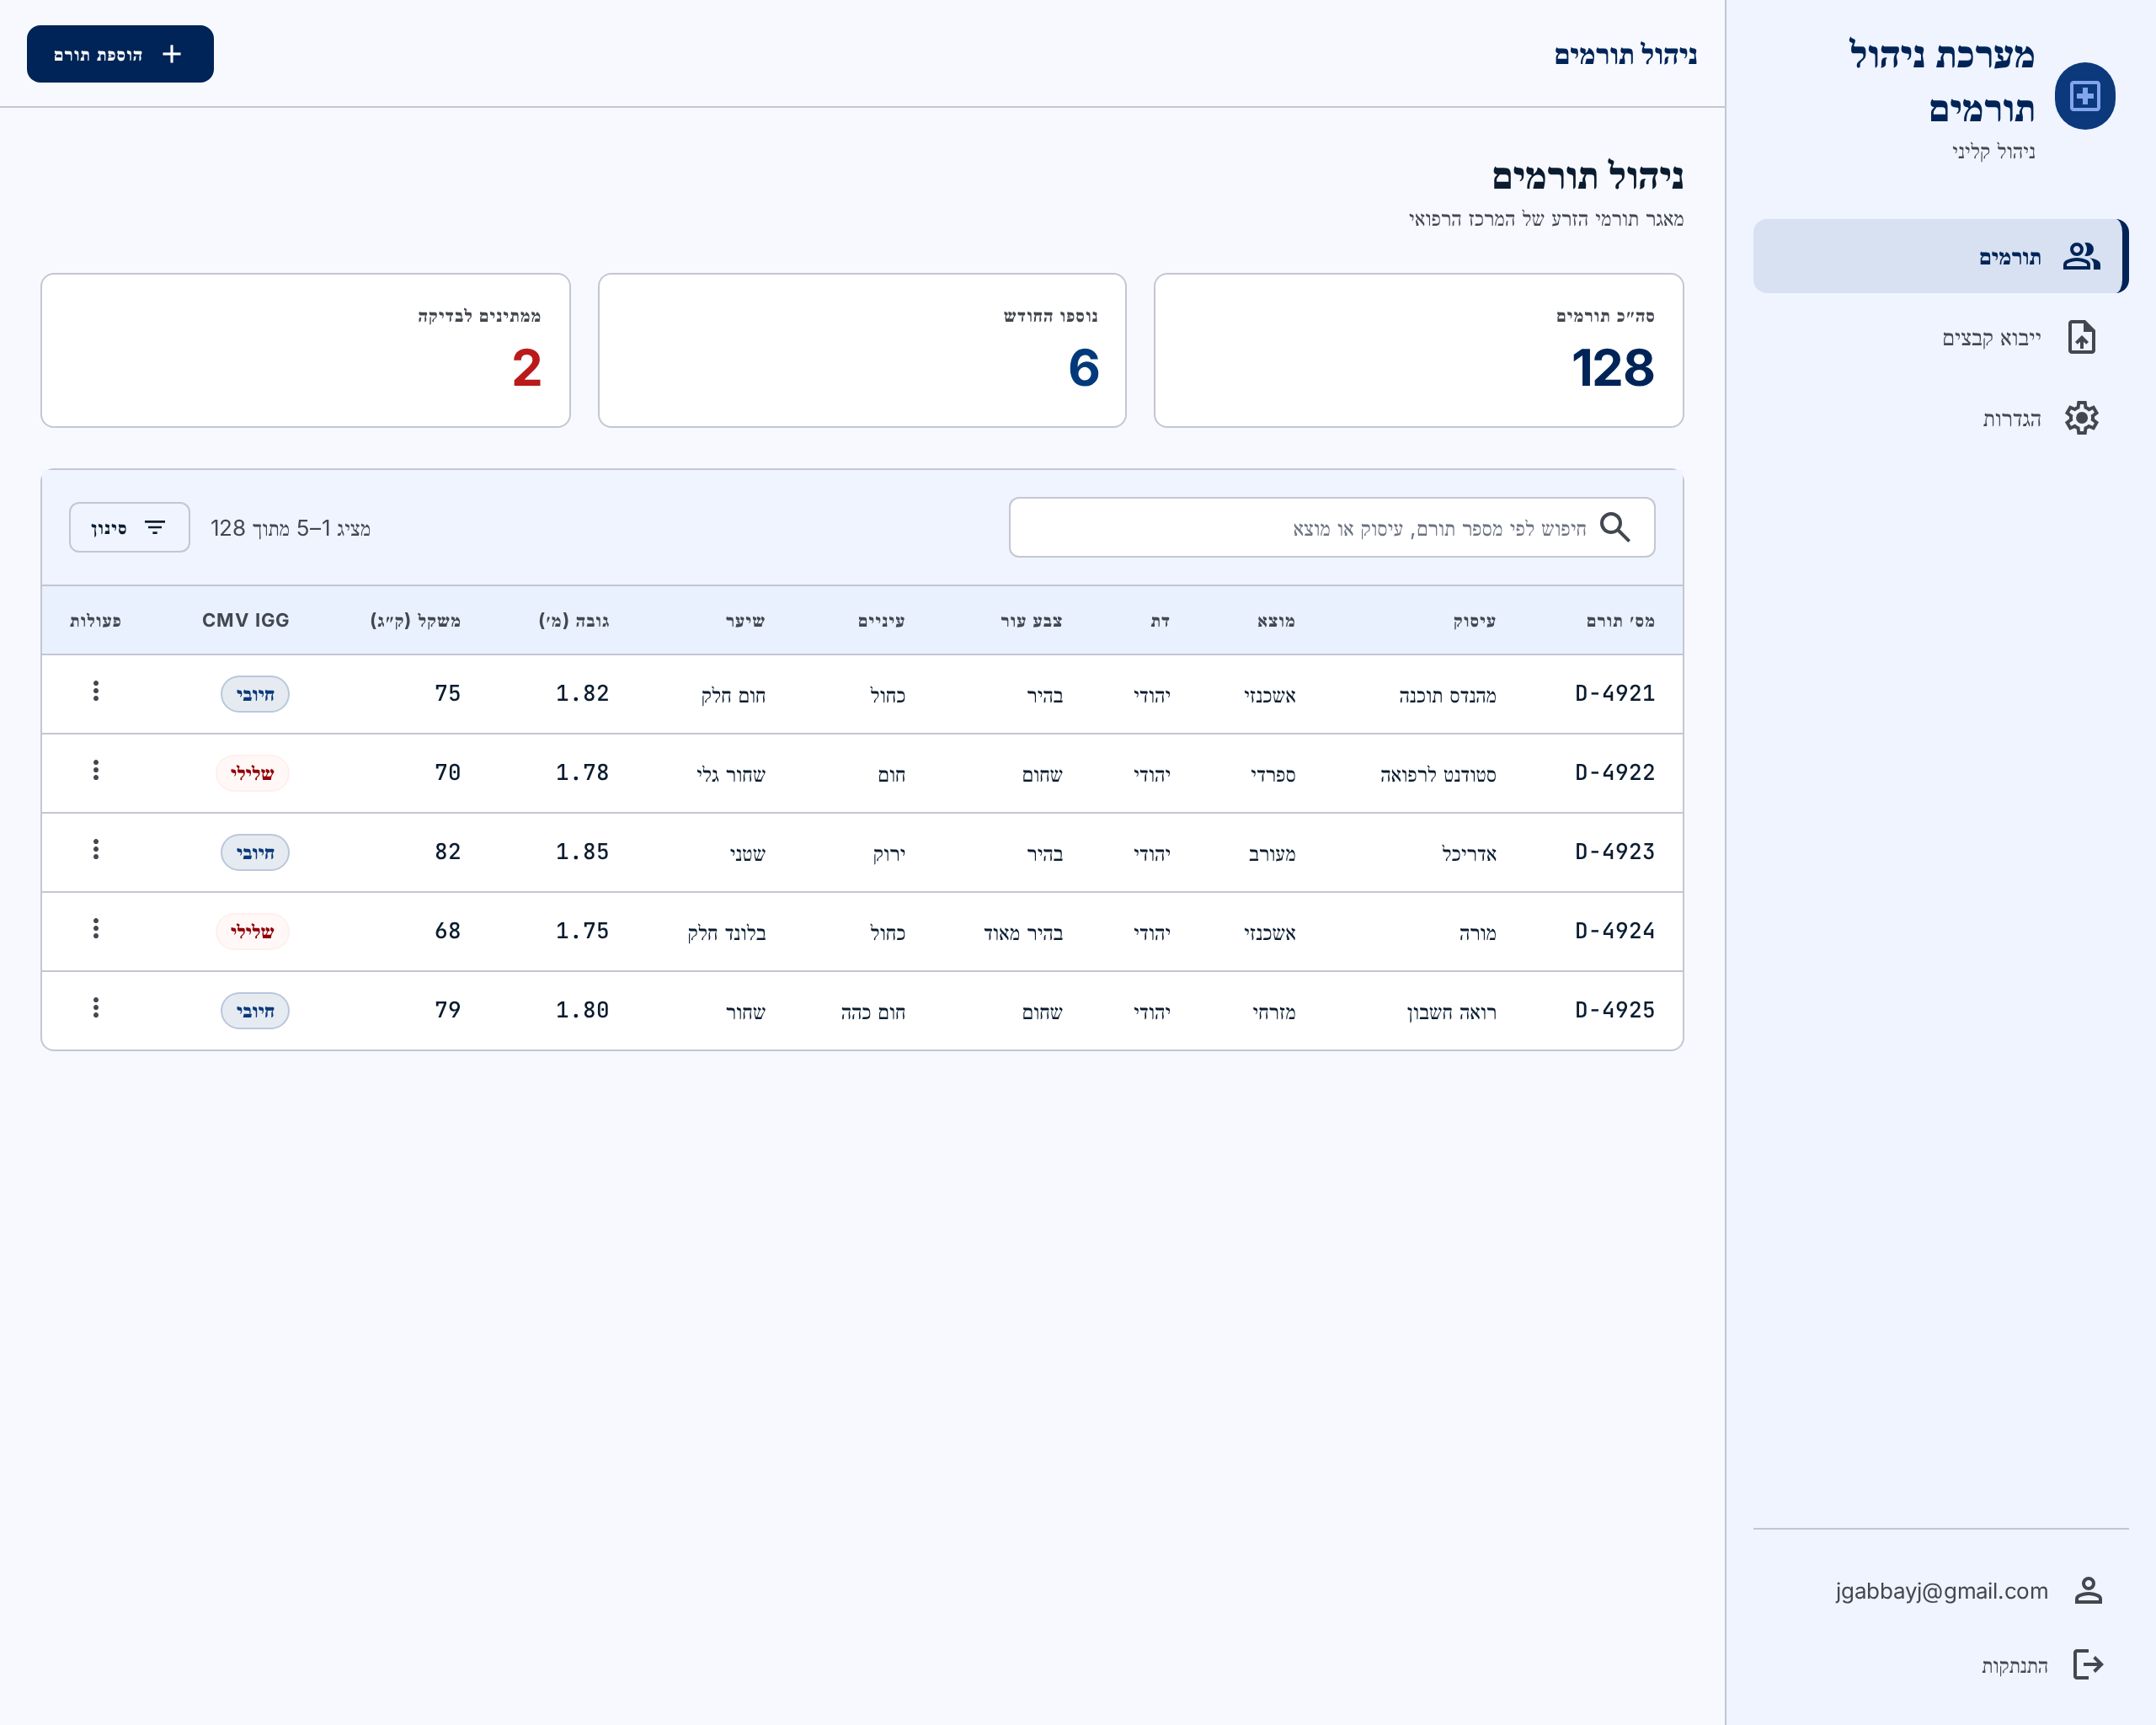 מערכת ניהול
תורמים
ניהול קליני
תורמים
ייבוא קבצים
הגדרות
jgabbayj@gmail.com
התנתקות
ניהול תורמים
הוספת תורם
ניהול תורמים
מאגר תורמי הזרע של המרכז הרפואי
סה״כ תורמים
128
נוספו החודש
6
ממתינים לבדיקה
2
חיפוש לפי מספר תורם, עיסוק או מוצא
מציג 1–5 מתוך 128
סינון
מס׳ תורם עיסוק מוצא דת צבע עור עיניים שיער גובה (מ׳) משקל (ק״ג) CMV IGG פעולות
D-4921 מהנדס תוכנה אשכנזי יהודי בהיר כחול חום חלק 1.82 75 חיובי
D-4922 סטודנט לרפואה ספרדי יהודי שחום חום שחור גלי 1.78 70 שלילי
D-4923 אדריכל מעורב יהודי בהיר ירוק שטני 1.85 82 חיובי
D-4924 מורה אשכנזי יהודי בהיר מאוד כחול בלונד חלק 1.75 68 שלילי
D-4925 רואה חשבון מזרחי יהודי שחום חום כהה שחור 1.80 79 חיובי